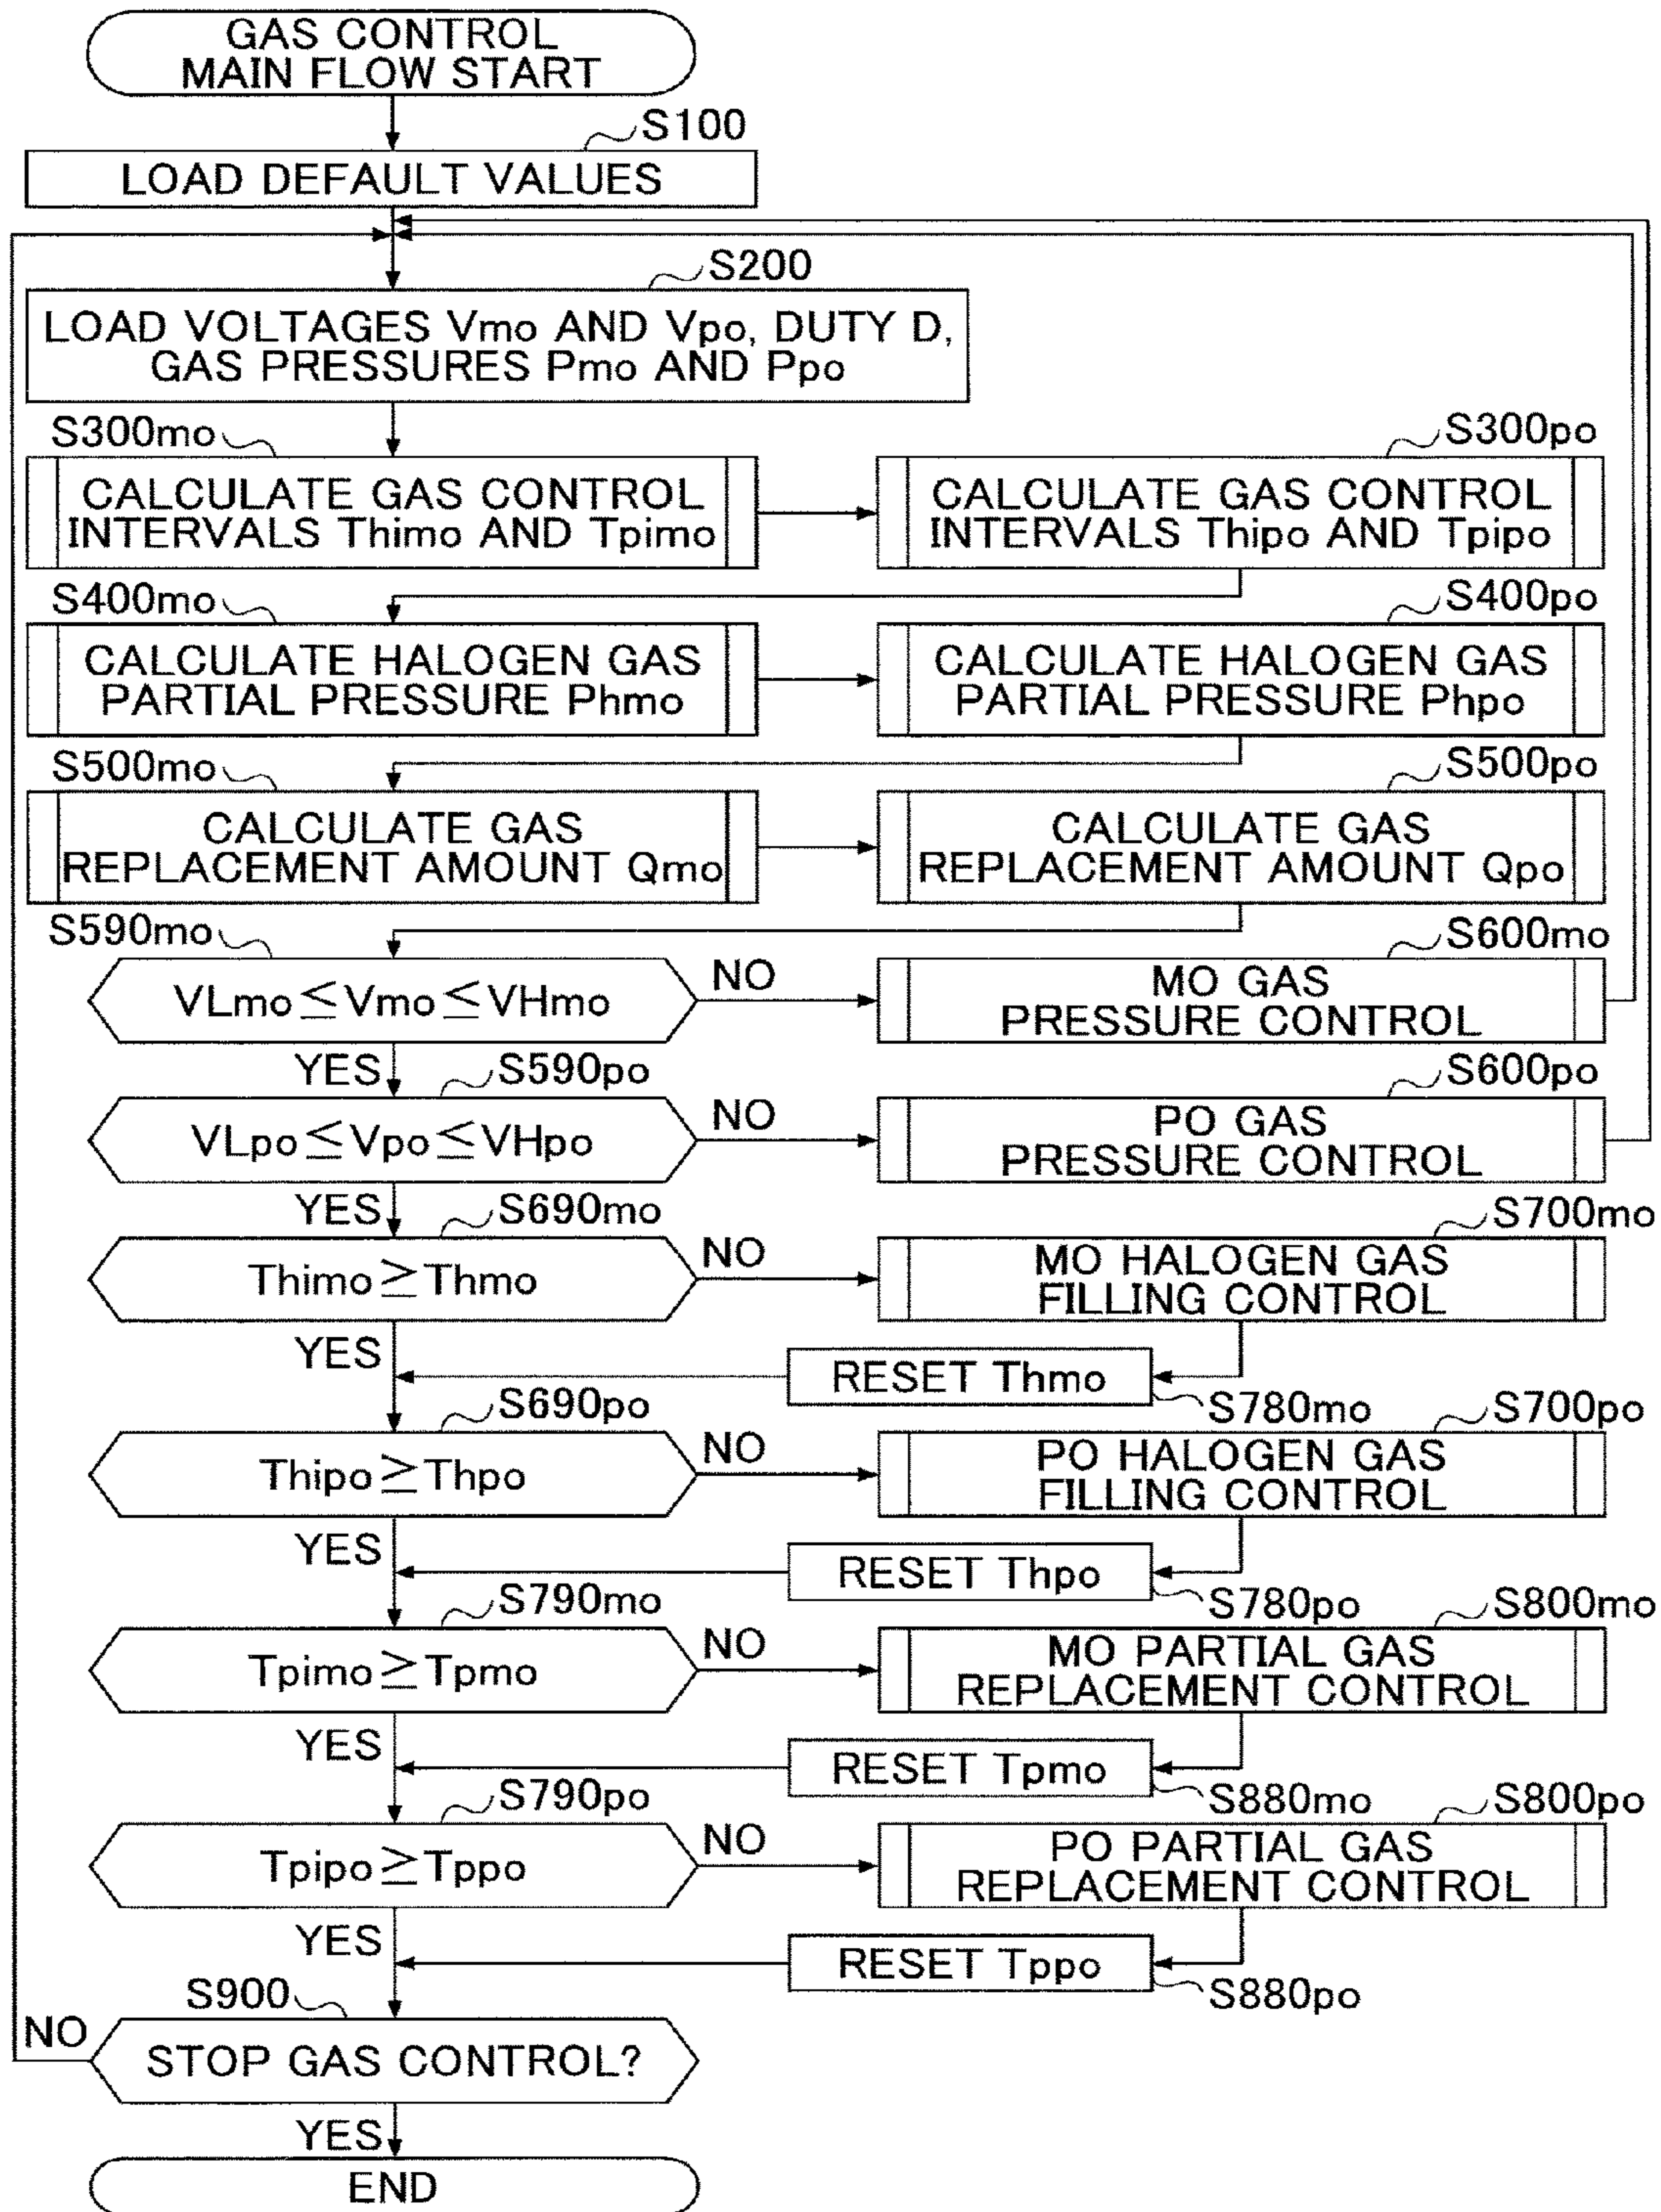 GAS CONTROL
MAIN FLOW START
S100
LOAD DEFAULT VALUES
S200
LOAD VOLTAGES Vmo AND Vpo, DUTY D,
GAS PRESSURES Pmo AND Ppo
S300mo
S300po
CALCULATE GAS CONTROL
INTERVALS Thimo AND Tpimo
CALCULATE GAS CONTROL
INTERVALS Thipo AND Tpipo
S400mo
S400po
CALCULATE HALOGEN GAS
PARTIAL PRESSURE Phmo
CALCULATE HALOGEN GAS
PARTIAL PRESSURE Phpo
S500mo
S500po
CALCULATE GAS
REPLACEMENT AMOUNT Qmo
CALCULATE GAS
REPLACEMENT AMOUNT Qpo
S590mo
S600mo
VLmo≦Vmo≦VHmo
NO
MO GAS
PRESSURE CONTROL
YES
S590po
S600po
VLpo≦Vpo≦VHpo
NO
PO GAS
PRESSURE CONTROL
YES
S690mo
S700mo
Thimo≧Thmo
NO
MO HALOGEN GAS
FILLING CONTROL
YES
RESET Thmo
S780mo
S690po
S700po
Thipo≧Thpo
NO
PO HALOGEN GAS
FILLING CONTROL
YES
RESET Thpo
S780po
S790mo
S800mo
Tpimo≧Tpmo
NO
MO PARTIAL GAS
REPLACEMENT CONTROL
YES
RESET Tpmo
S880mo
S790po
S800po
Tpipo≧Tppo
NO
PO PARTIAL GAS
REPLACEMENT CONTROL
YES
RESET Tppo
S880po
S900
NO
STOP GAS CONTROL?
YES
END